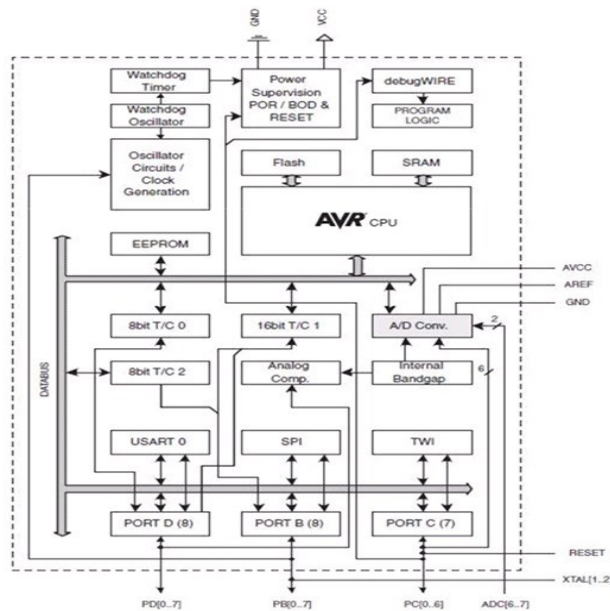 GND
VCC
Watchdog
Timer
Power
Supervision
POR / BOD &
RESET
debugWIRE
Watchdog
Oscillator
PROGRAM
LOGIC
Oscillator
Circuits /
Clock
Generation
Flash
SRAM
AVR CPU
EEPROM
AVCC
AREF
GND
8bit T/C 0
16bit T/C 1
A/D Conv.
2
8bit T/C 2
Analog
Comp.
Internal
Bandgap
6
DATABUS
USART 0
SPI
TWI
PORT D (8)
PORT B (8)
PORT C (7)
RESET
XTAL[1..2]
PD[0..7]
PB[0..7]
PC[0..6]
ADC[6..7]